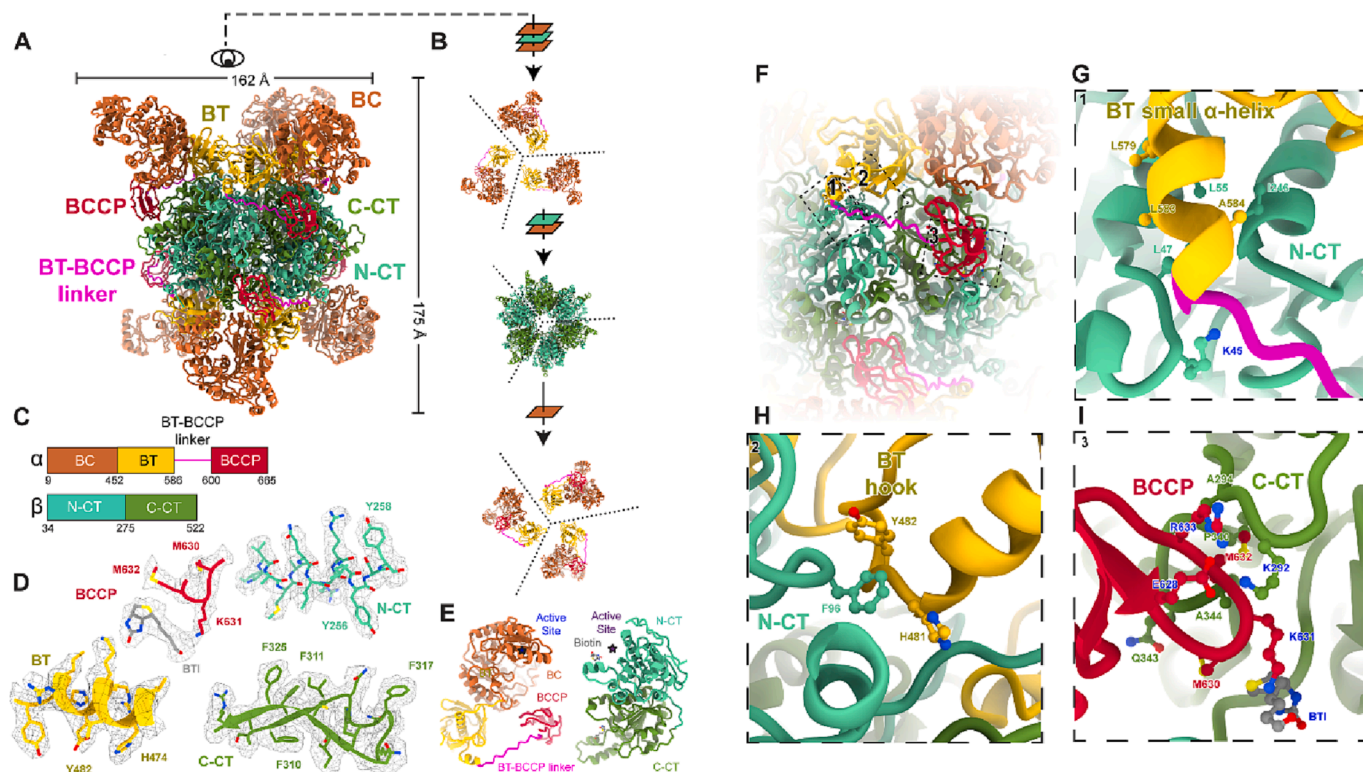 A
162 Å
BT
BC
BCCP
C-CT
BT-BCCP
linker
N-CT
175 Å
B
C
BT-BCCP
linker
α
BC
BT
BCCP
9
452
586
600
665
β
N-CT
C-CT
34
275
522
D
M632
M630
BCCP
K631
BTI
Y258
N-CT
Y256
BT
Y482
H474
F325
F311
F317
F310
C-CT
E
Active
Site
BC
BCCP
BT-BCCP linker
Active
Site
Biotin
N-CT
C-CT
F
1
2
3
G
1
BT small α-helix
L579
L55
A584
N-CT
L47
K45
H
2
BT
hook
Y482
F96
N-CT
H481
I
3
BCCP
C-CT
A294
R633
M632
K292
E628
A344
K631
Q343
M630
BTI